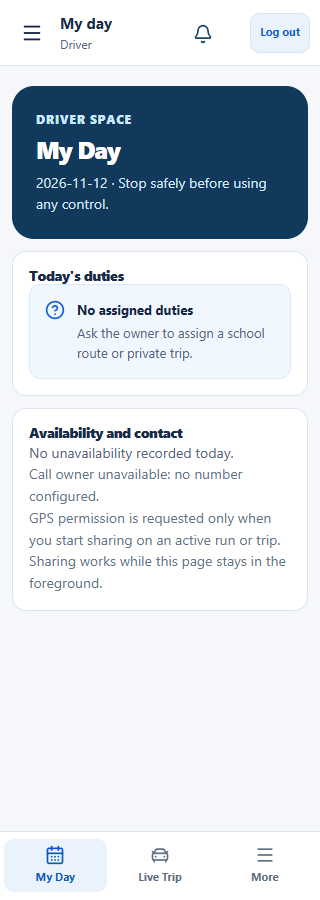 My day
Driver
Log out
DRIVER SPACE
My Day
2026-11-12 · Stop safely before using
any control.
Today's duties
No assigned duties
Ask the owner to assign a school
route or private trip.
Availability and contact
No unavailability recorded today.
Call owner unavailable: no number
configured.
GPS permission is requested only when
you start sharing on an active run or trip.
Sharing works while this page stays in the
foreground.
My Day
Live Trip
More